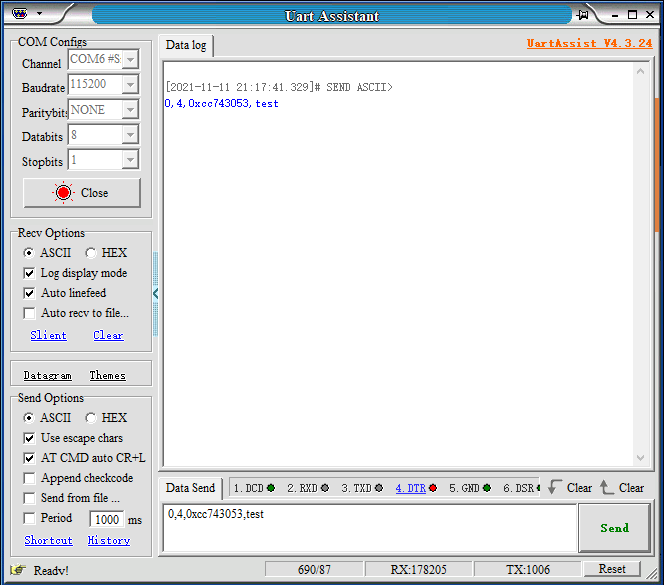 Uart Assistant
COM Configs
Channel COM6 #S:
Baudrate 115200
Paritybits NONE
Databits 8
Stopbits 1
Close
Recv Options
ASCII HEX
Log display mode
Auto linefeed
Auto recv to file...
Slient Clear
Datagram Themes
Send Options
ASCII HEX
Use escape chars
AT CMD auto CR+L
Append checkcode
Send from file ...
Period 1000 ms
Shortcut History
Data log
UartAssist V4.3.24
[2021-11-11 21:17:41.329]# SEND ASCII>
0,4,0xcc743053,test
Data Send 1.DCD 2.RXD 3.TXD 4.DTR 5.GND 6.DSR Clear Clear
0,4,0xcc743053,test
Send
Ready! 690/87 RX:178205 TX:1006 Reset